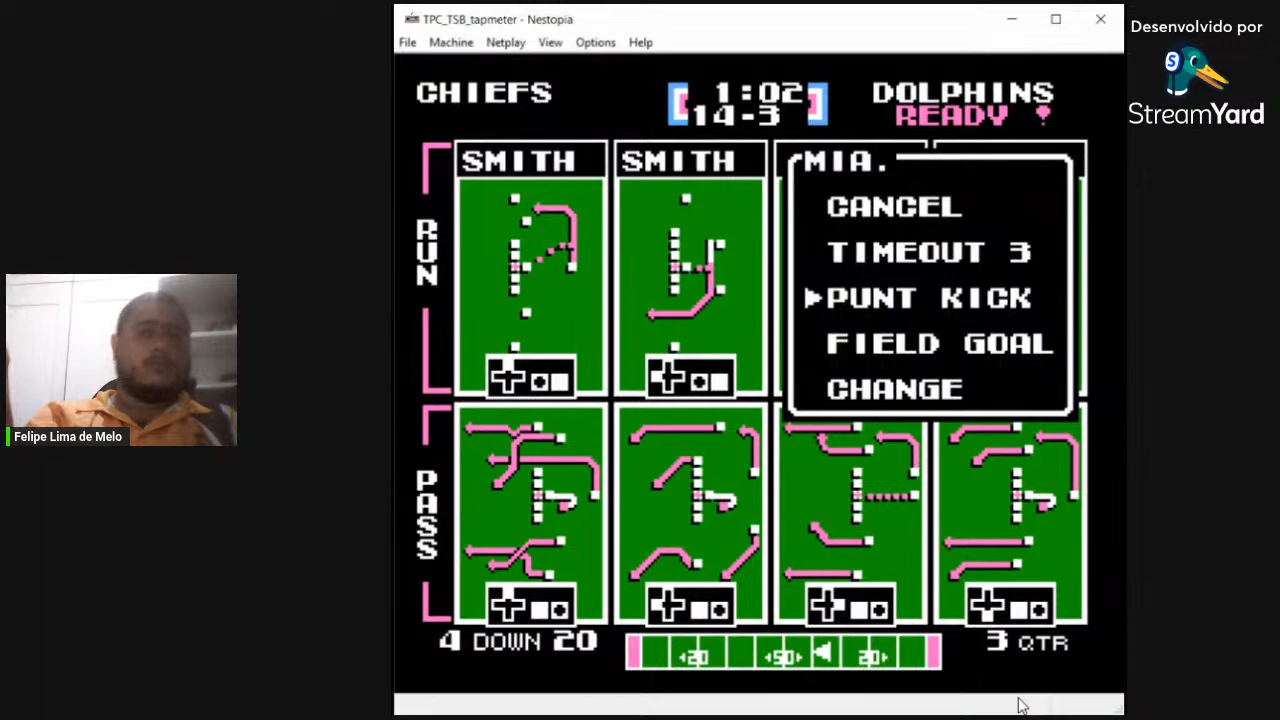 TPC_TSB_tapmeter - Nestopia
File Machine Netplay View Options Help
Desenvolvido por
S
StreamYard
CHIEFS
1:02
14-3
DOLPHINS
READY !
SMITH
SMITH
MIA.
CANCEL
TIMEOUT 3
PUNT KICK
FIELD GOAL
CHANGE
RUN
PASS
Felipe Lima de Melo
4 DOWN 20
20 50 20
3 QTR